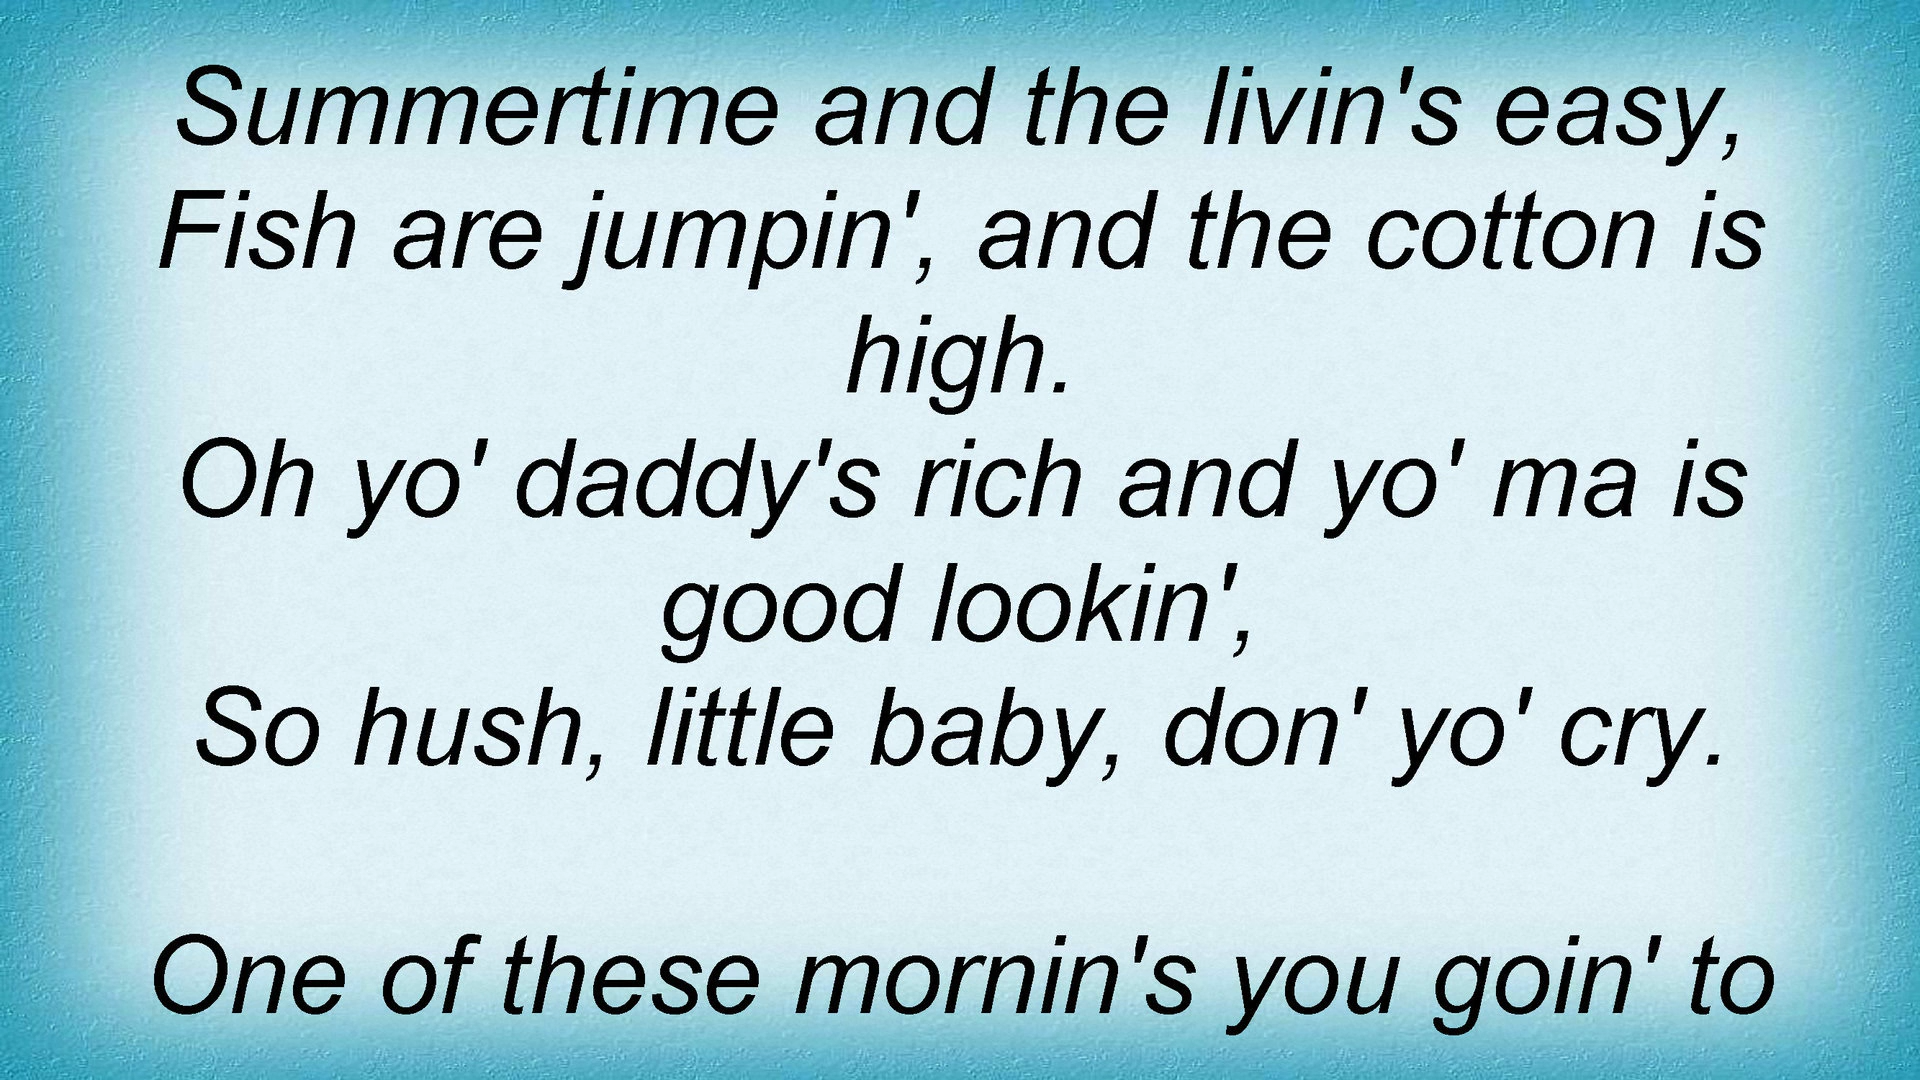 Summertime and the livin's easy,
Fish are jumpin', and the cotton is
high.
Oh yo' daddy's rich and yo' ma is
good lookin',
So hush, little baby, don' yo' cry.
One of these mornin's you goin' to